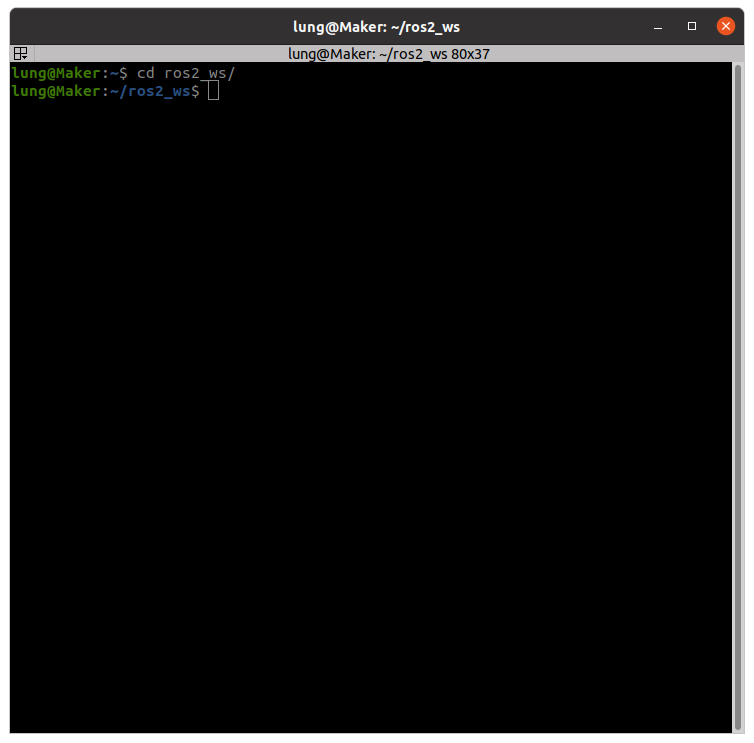 lung@Maker: ~/ros2_ws
lung@Maker: ~/ros2_ws 80x37
lung@Maker:~$ cd ros2_ws/
lung@Maker:~/ros2_ws$